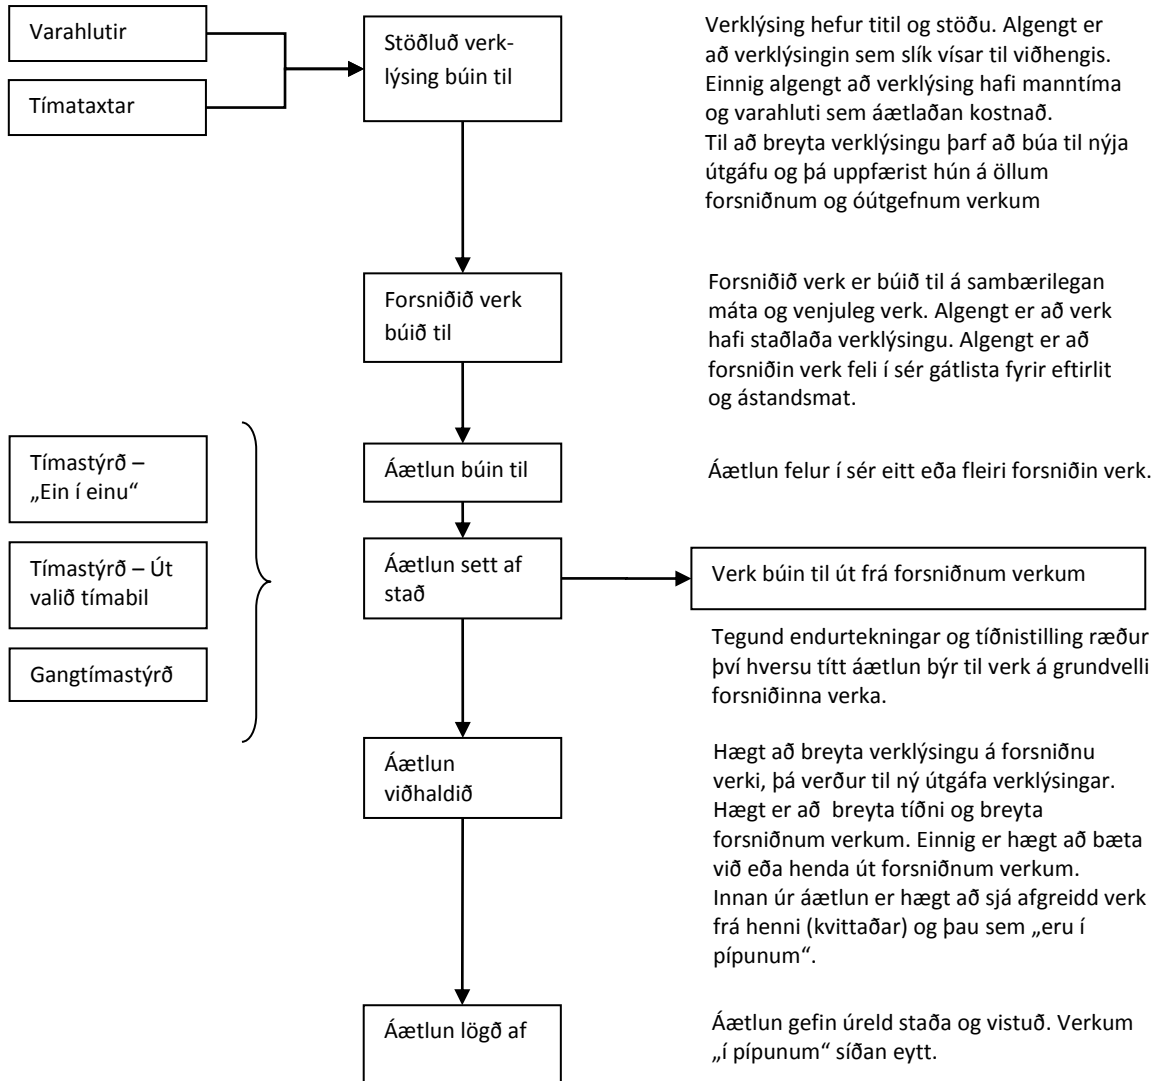 Varahlutir
Tímataxtar
Stöðluð verk-
lýsing búin til
Verklýsing hefur titil og stöðu. Algengt er
að verklýsingin sem slík vísar til viðhengis.
Einnig algengt að verklýsing hafi manntíma
og varahluti sem áætlaðan kostnað.
Til að breyta verklýsingu þarf að búa til nýja
útgáfu og þá uppfærist hún á öllum
forsniðnum og óútgefnum verkum
Forsniðið verk
búið til
Forsniðið verk er búið til á sambærilegan
máta og venjuleg verk. Algengt er að verk
hafi staðlaða verklýsingu. Algengt er að
forsniðin verk feli í sér gátlista fyrir eftirlit
og ástandsmat.
Tímastýrð –
„Ein í einu“
Tímastýrð – Út
valið tímabil
Gangtímastýrð
Áætlun búin til
Áætlun felur í sér eitt eða fleiri forsniðin verk.
Áætlun sett af
stað
Verk búin til út frá forsniðnum verkum
Tegund endurtekningar og tíðnistilling ræður
því hversu títt áætlun býr til verk á grundvelli
forsniðinna verka.
Áætlun
viðhaldið
Hægt að breyta verklýsingu á forsniðnu
verki, þá verður til ný útgáfa verklýsingar.
Hægt er að  breyta tíðni og breyta
forsniðnum verkum. Einnig er hægt að bæta
við eða henda út forsniðnum verkum.
Innan úr áætlun er hægt að sjá afgreidd verk
frá henni (kvittaðar) og þau sem „eru í
pípunum“.
Áætlun lögð af
Áætlun gefin úreld staða og vistuð. Verkum
„í pípunum“ síðan eytt.